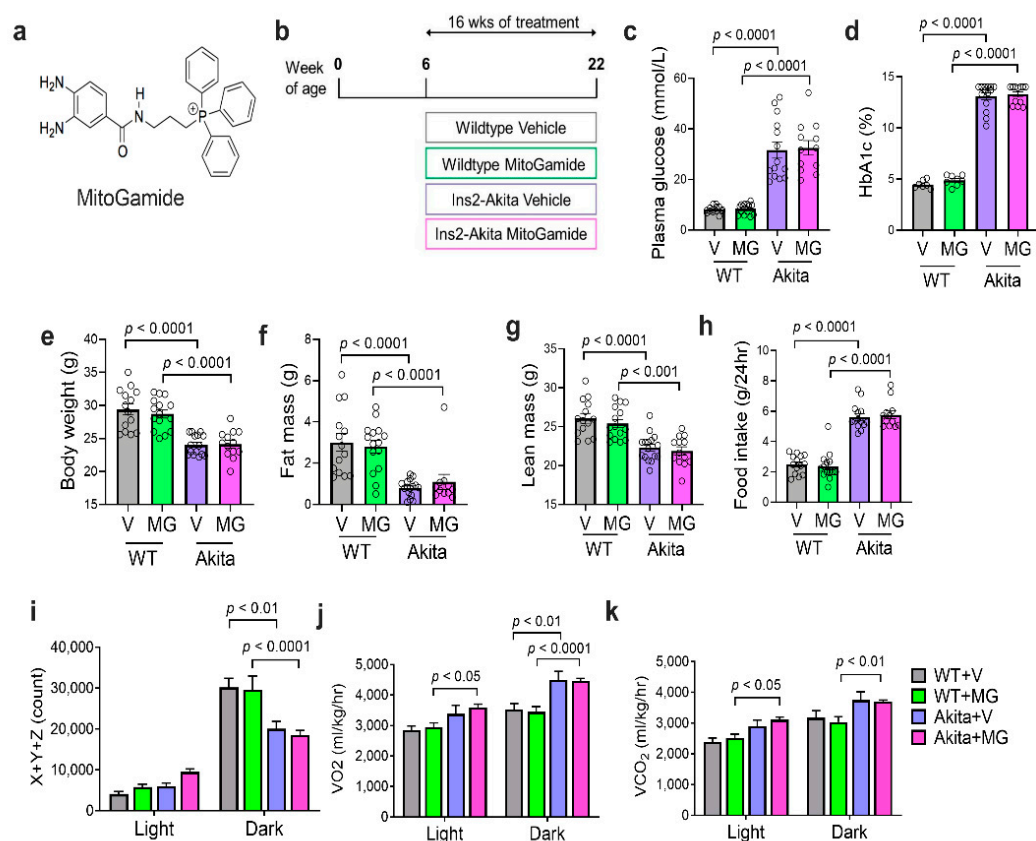 a
H₂N
H₂N
O
H
N
P
+
MitoGamide
b
16 wks of treatment
Week
of age
0
6
22
Wildtype Vehicle
Wildtype MitoGamide
Ins2-Akita Vehicle
Ins2-Akita MitoGamide
c
p < 0.0001
p < 0.0001
Plasma glucose (mmol/L)
60
40
20
0
V MG V MG
WT Akita
d
p < 0.0001
p < 0.0001
HbA1c (%)
15
10
5
0
V MG V MG
WT Akita
e
p < 0.0001
p < 0.0001
Body weight (g)
40
35
30
25
20
15
V MG V MG
WT Akita
f
p < 0.0001
p < 0.0001
Fat mass (g)
8
6
4
2
0
V MG V MG
WT Akita
g
p < 0.0001
p < 0.001
Lean mass (g)
35
30
25
20
15
V MG V MG
WT Akita
h
p < 0.0001
p < 0.0001
Food intake (g/24hr)
10
8
6
4
2
0
V MG V MG
WT Akita
i
p < 0.01
p < 0.0001
X+Y+Z (count)
40,000
30,000
20,000
10,000
0
Light Dark
j
p < 0.01
p < 0.0001
p < 0.05
VO2 (ml/kg/hr)
5,000
4,000
3,000
2,000
1,000
0
Light Dark
k
p < 0.01
p < 0.05
VCO₂ (ml/kg/hr)
5,000
4,000
3,000
2,000
1,000
0
Light Dark
WT+V
WT+MG
Akita+V
Akita+MG